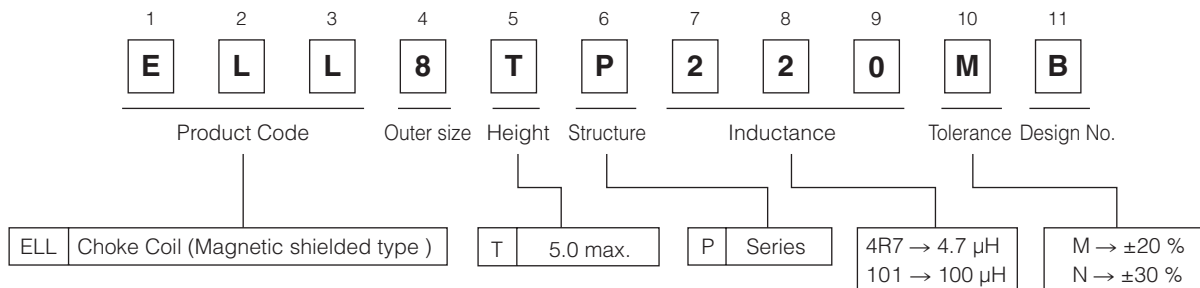 1 2 3 4 5 6 7 8 9 10 11
E L L 8 T P 2 2 0 M B
Product Code Outer size Height Structure Inductance Tolerance Design No.
ELL Choke Coil (Magnetic shielded type ) T 5.0 max. P Series 4R7 → 4.7 µH M → ±20 %
101 → 100 µH N → ±30 %